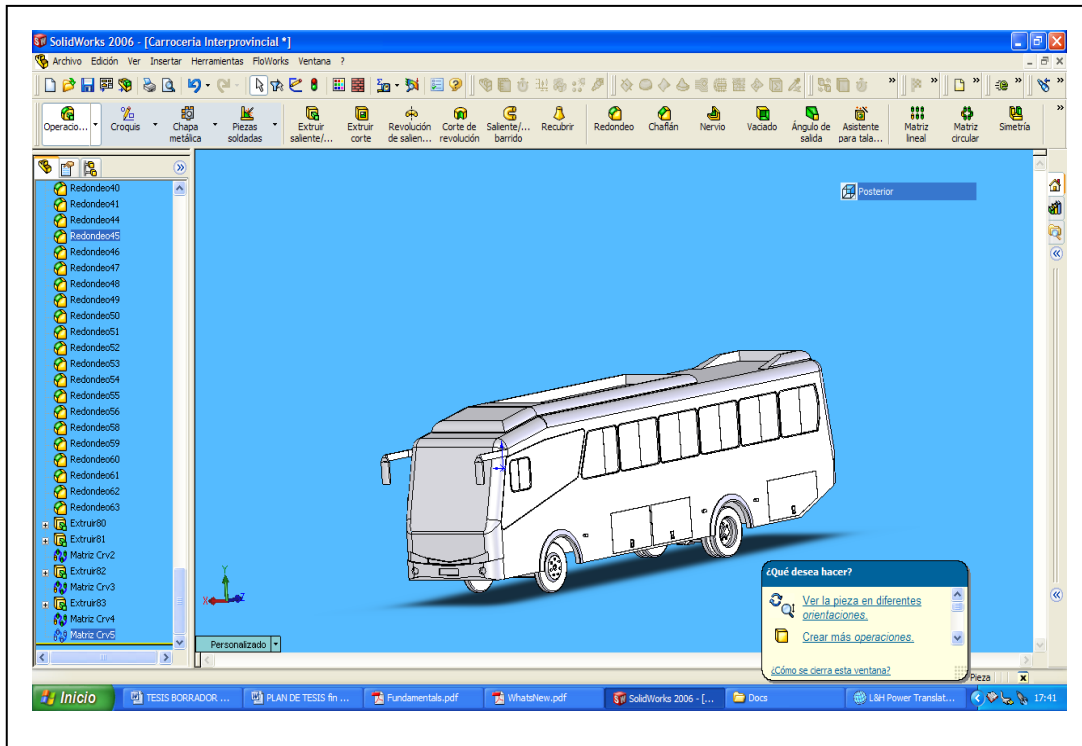 SolidWorks 2006 - [Carroceria Interprovincial *]
Archivo Edición Ver Insertar Herramientas FloWorks Ventana ?
Operacio... Croquis Chapa metálica Piezas soldadas Extruir saliente/... Extruir corte Revolución de salien... Corte de revolución Saliente/... barrido Recubrir Redondeo Chaflán Nervio Vaciado Ángulo de salida Asistente para tala... Matriz lineal Matriz circular Simetría
Posterior
Redondeo40
Redondeo41
Redondeo44
Redondeo45
Redondeo46
Redondeo47
Redondeo48
Redondeo49
Redondeo50
Redondeo51
Redondeo52
Redondeo53
Redondeo54
Redondeo55
Redondeo56
Redondeo58
Redondeo59
Redondeo60
Redondeo61
Redondeo62
Redondeo63
Extruir80
Extruir81
Matriz Crv2
Extruir82
Matriz Crv3
Extruir83
Matriz Crv4
Matriz Crv5
Y
X
Z
Personalizado
¿Qué desea hacer?
Ver la pieza en diferentes
orientaciones.
Crear más operaciones.
¿Cómo se cierra esta ventana?
Pieza
Inicio TESIS BORRADOR ... PLAN DE TESIS fin ... Fundamentals.pdf WhatsNew.pdf SolidWorks 2006 - [... Docs L&H Power Translat... 17:41